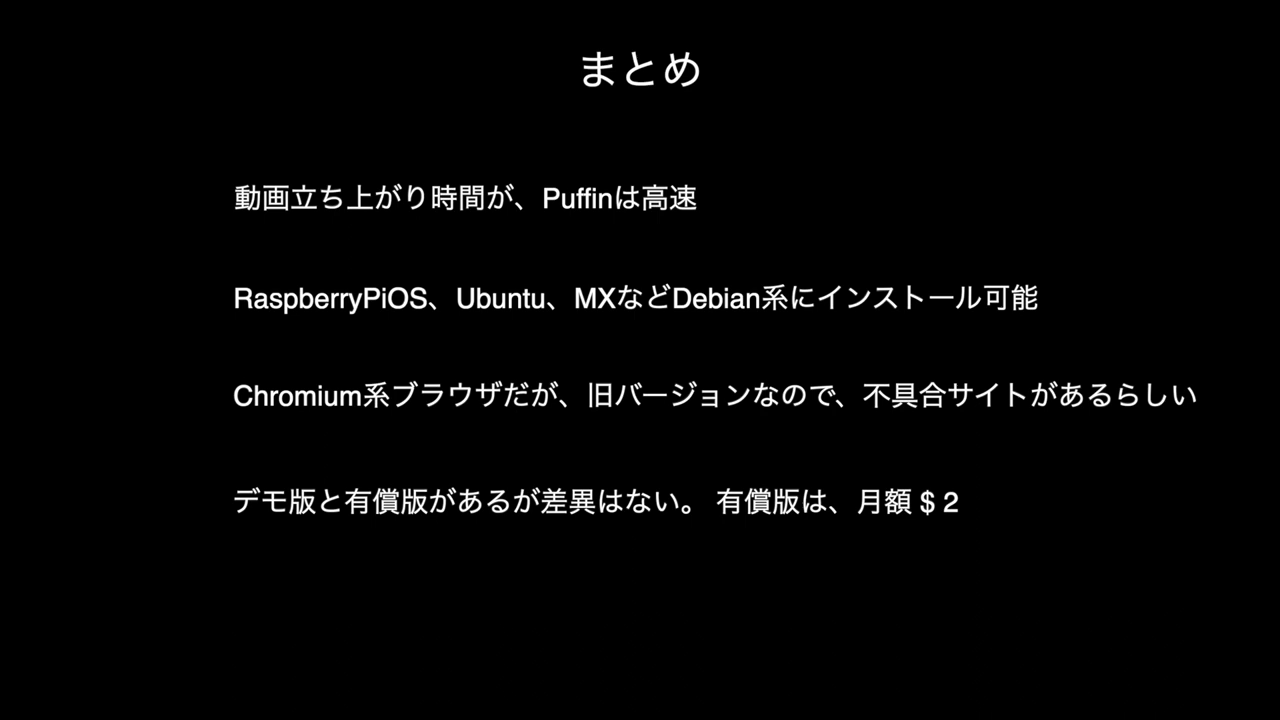 まとめ
動画立ち上がり時間が、Puffinは高速
RaspberryPiOS、Ubuntu、MXなどDebian系にインストール可能
Chromium系ブラウザだが、旧バージョンなので、不具合サイトがあるらしい
デモ版と有償版があるが差異はない。 有償版は、月額＄2